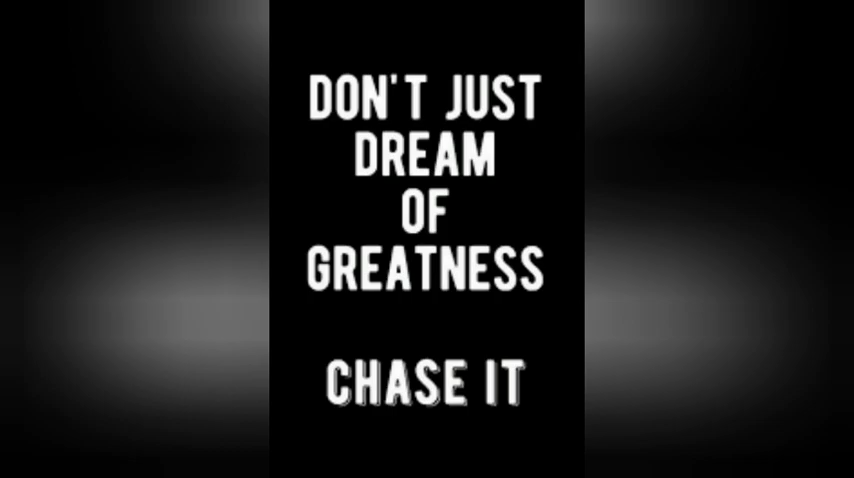 DON'T JUST
DREAM
OF
GREATNESS
CHASE IT